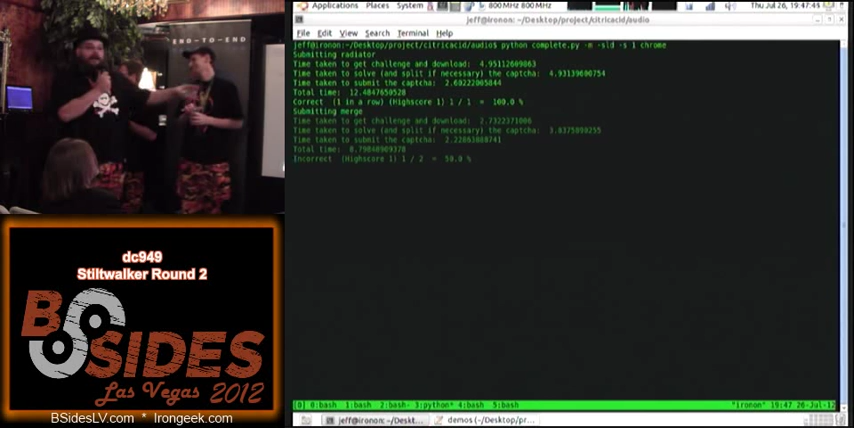 END-TO-END
dc949
Stiltwalker Round 2
BSIDES
Las Vegas 2012
BSidesLV.com * Irongeek.com
Applications Places System
800 MHz 800 MHz
Thu Jul 26, 19:47:44
jeff@ironon: ~/Desktop/project/citricacid/audio
File Edit View Search Terminal Help
jeff@ironon:~/Desktop/project/citricacid/audio$ python complete.py -m -sld -s 1 chrome
Submitting radiator
Time taken to get challenge and download: 4.95112609863
Time taken to solve (and split if necessary) the captcha: 4.93139600754
Time taken to submit the captcha: 2.60222905844
Total time: 12.4847650528
Correct (1 in a row) (Highscore 1) 1 / 1 = 100.0 %
Submitting merge
Time taken to get challenge and download: 2.7322371006
Time taken to solve (and split if necessary) the captcha: 3.8375090255
Time taken to submit the captcha: 2.22863888741
Total time: 8.79840909378
Incorrect (Highscore 1) 1 / 2 = 50.0 %
[0] 0:bash 1:bash 2:bash- 3:python* 4:bash 5:bash
"ironon" 19:47 26-Jul-12
jeff@ironon: ~/Deskt...
demos (~/Desktop/pr...